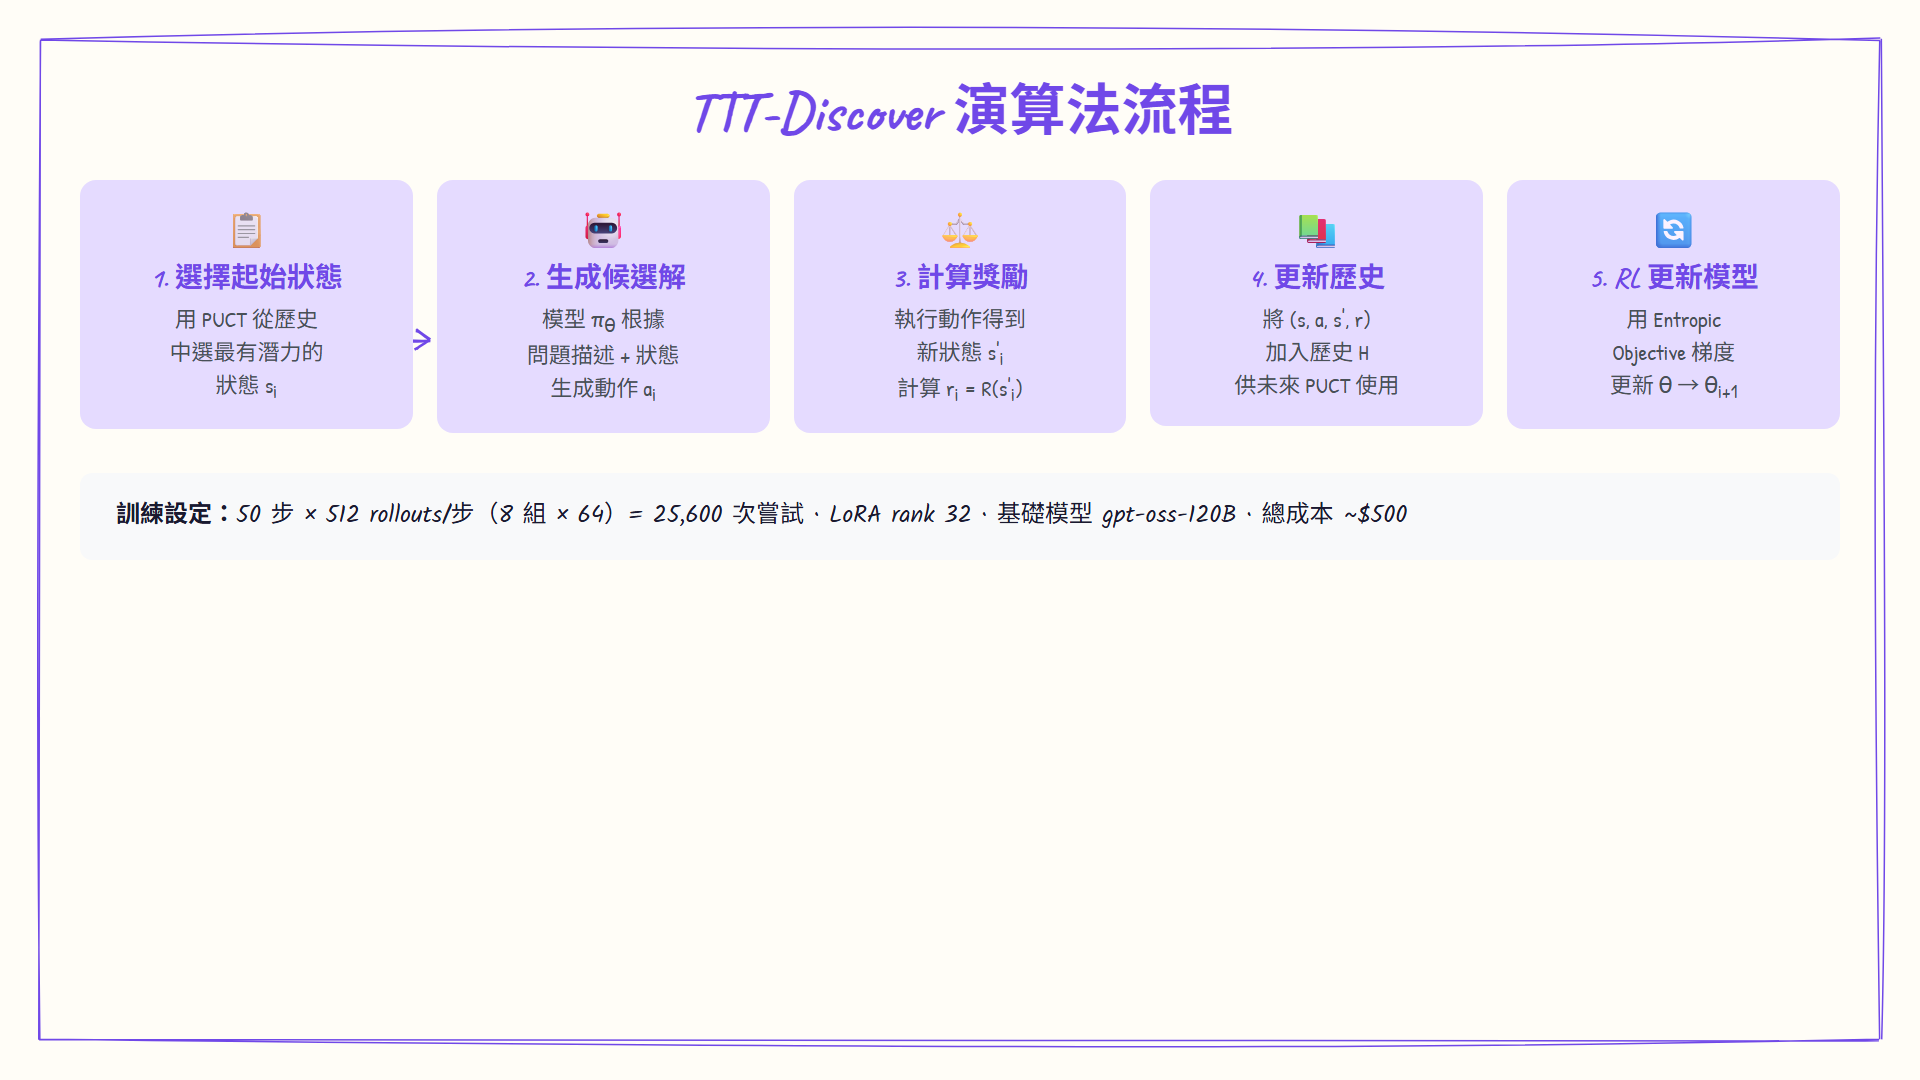 TTT-Discover 演算法流程
1. 選擇起始狀態
用 PUCT 從歷史
中選最有潛力的
狀態 sᵢ
2. 生成候選解
模型 πθ 根據
問題描述 + 狀態
生成動作 aᵢ
3. 計算獎勵
執行動作得到
新狀態 s'ᵢ
計算 rᵢ = R(s'ᵢ)
4. 更新歷史
將 (s, a, s', r)
加入歷史 H
供未來 PUCT 使用
5. RL 更新模型
用 Entropic
Objective 梯度
更新 θ → θᵢ₊₁
訓練設定：50 步 × 512 rollouts/步（8 組 × 64）= 25,600 次嘗試 · LoRA rank 32 · 基礎模型 gpt-oss-120B · 總成本 ~$500